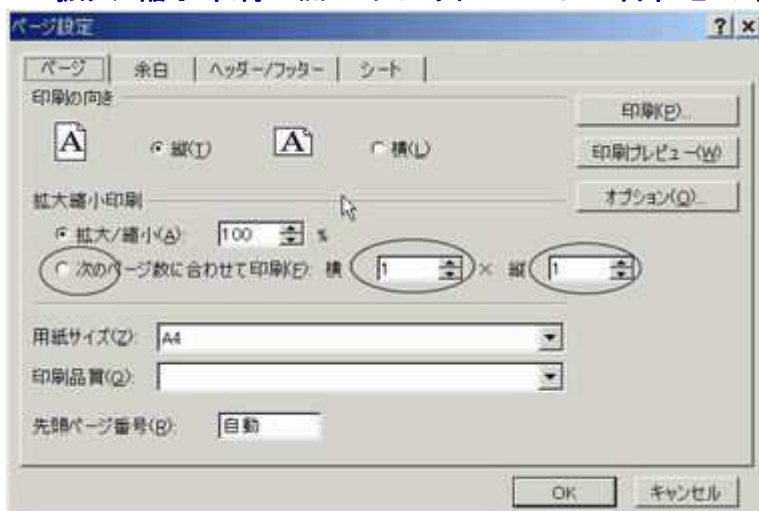 ページ設定
ページ 余白 ヘッダー/フッター シート
印刷の向き
印刷(P)...
A 縦(T) A 横(L)
印刷プレビュー(W)
拡大縮小印刷
オプション(O)...
拡大/縮小(A): 100 %
次のページ数に合わせて印刷(F): 横 1 × 縦 1
用紙サイズ(Z): A4
印刷品質(Q):
先頭ページ番号(R): 自動
OK キャンセル